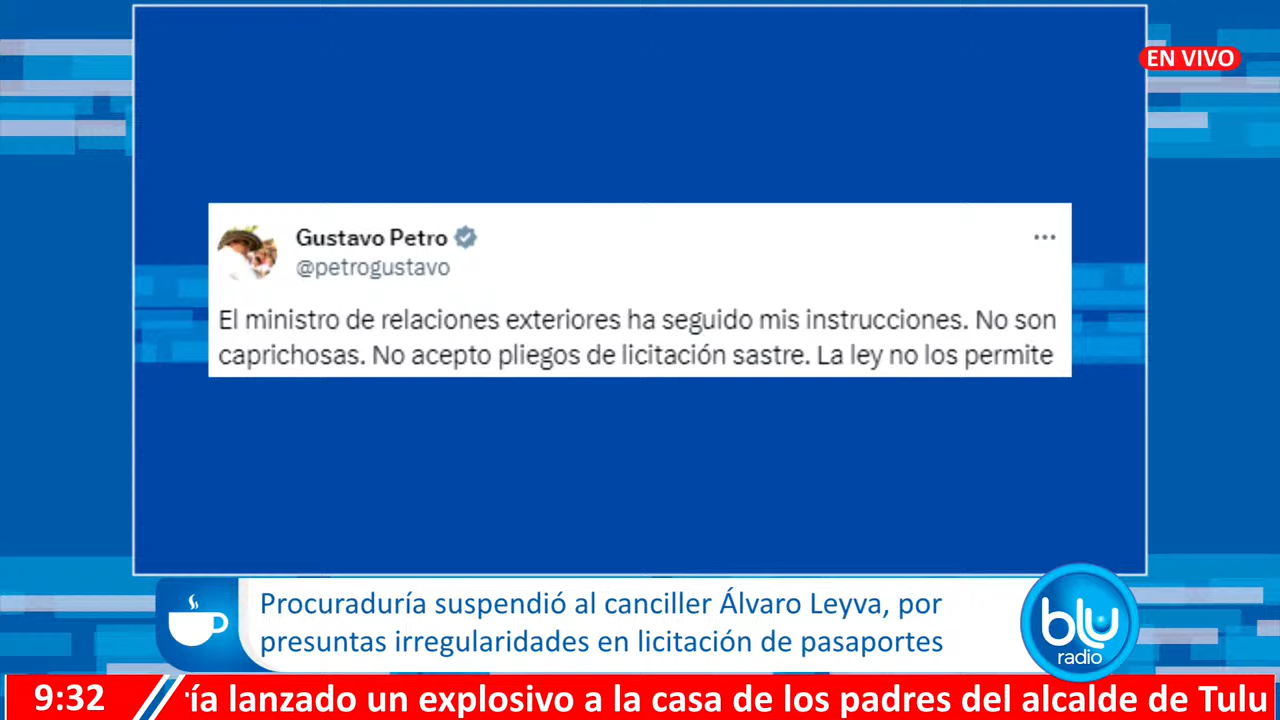 EN VIVO
Gustavo Petro
@petrogustavo
El ministro de relaciones exteriores ha seguido mis instrucciones. No son
caprichosas. No acepto pliegos de licitación sastre. La ley no los permite
Procuraduría suspendió al canciller Álvaro Leyva, por
presuntas irregularidades en licitación de pasaportes
blu
radio
9:32
ía lanzado un explosivo a la casa de los padres del alcalde de Tulu